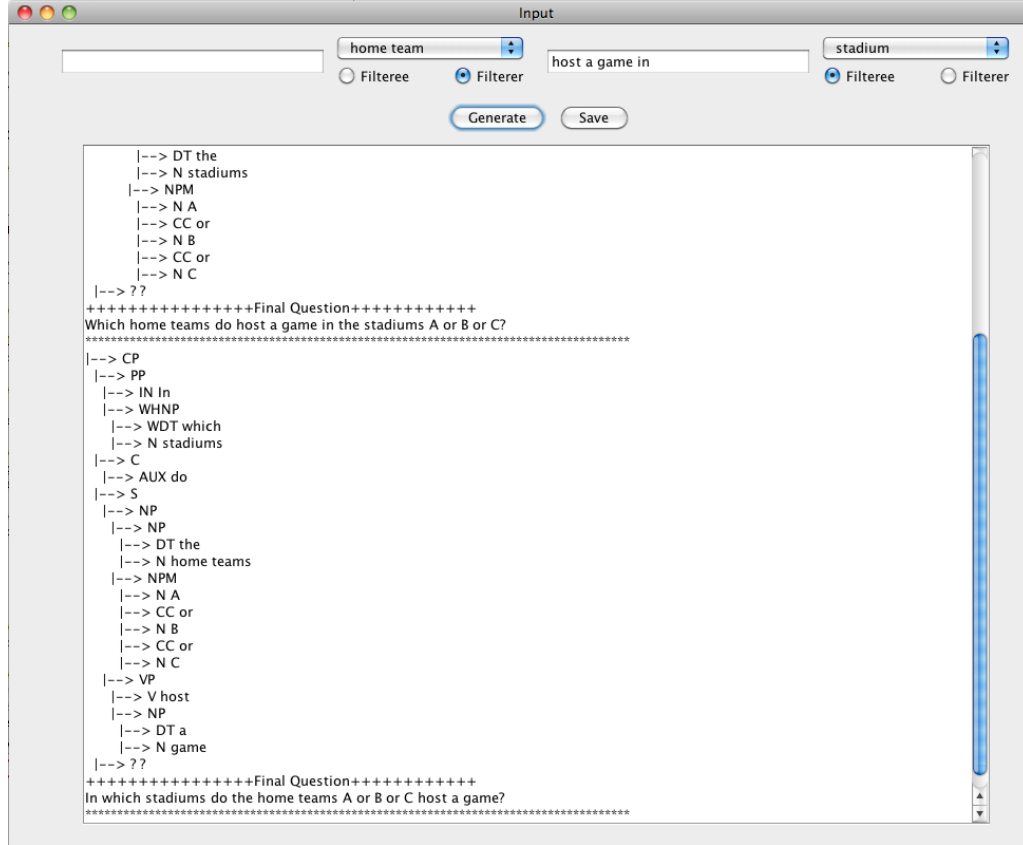 Input
home team
host a game in
stadium
Filteree
Filterer
Filteree
Filterer
Generate
Save
|--> DT the
|--> N stadiums
|--> NPM
|--> N A
|--> CC or
|--> N B
|--> CC or
|--> N C
|--> ? ?
++++++++++++++++Final Question++++++++++++
Which home teams do host a game in the stadiums A or B or C?
*************************************************************************************
|--> CP
|--> PP
|--> IN In
|--> WHNP
|--> WDT which
|--> N stadiums
|--> C
|--> AUX do
|--> S
|--> NP
|--> NP
|--> DT the
|--> N home teams
|--> NPM
|--> N A
|--> CC or
|--> N B
|--> CC or
|--> N C
|--> VP
|--> V host
|--> NP
|--> DT a
|--> N game
|--> ? ?
++++++++++++++++Final Question++++++++++++
In which stadiums do the home teams A or B or C host a game?
*************************************************************************************